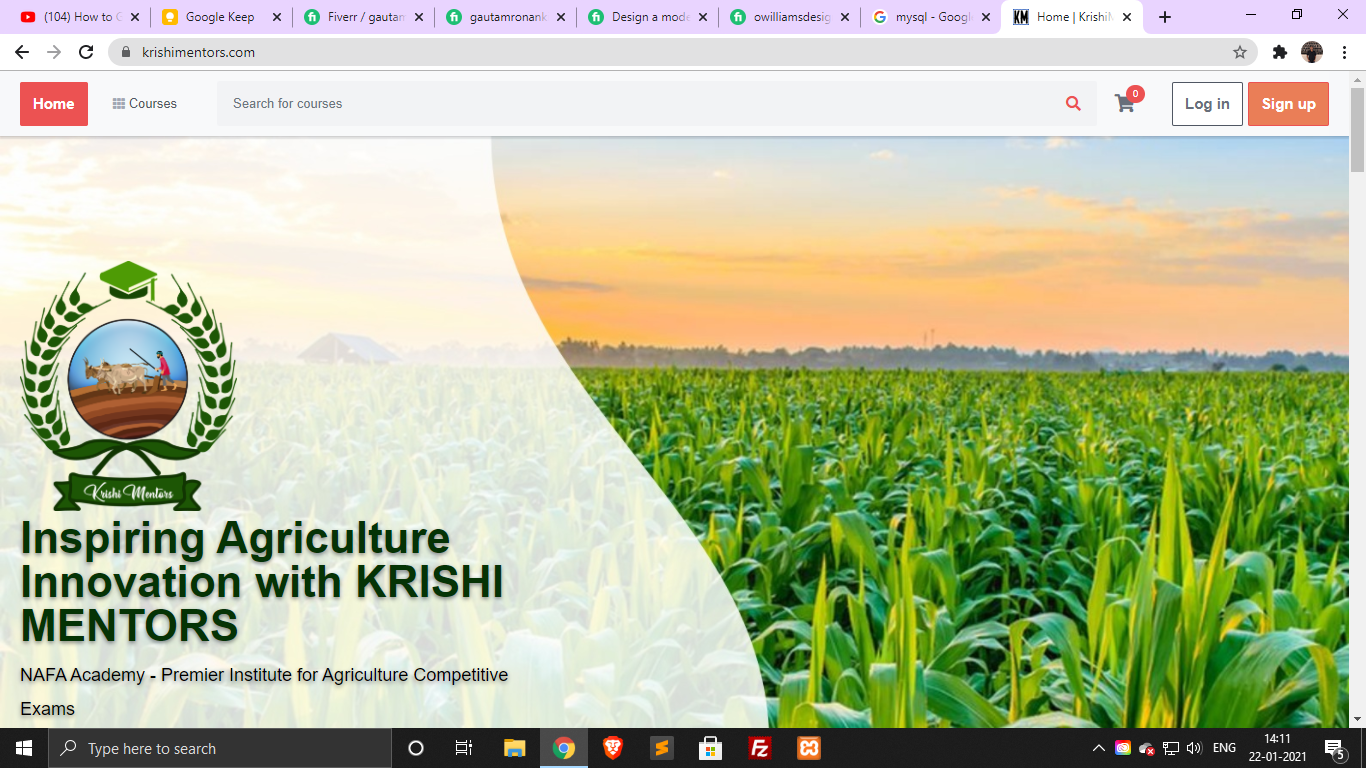 (104) How to G
Google Keep
Fiverr / gautam
gautamronank
Design a mode
owilliamsdesig
mysql - Googl
KM
Home | KrishiM
krishimentors.com
Home
Courses
Search for courses
0
Log in
Sign up
Krishi Mentors
Inspiring Agriculture
Innovation with KRISHI
MENTORS
NAFA Academy - Premier Institute for Agriculture Competitive
Exams
Type here to search
ENG
14:11
22-01-2021
5